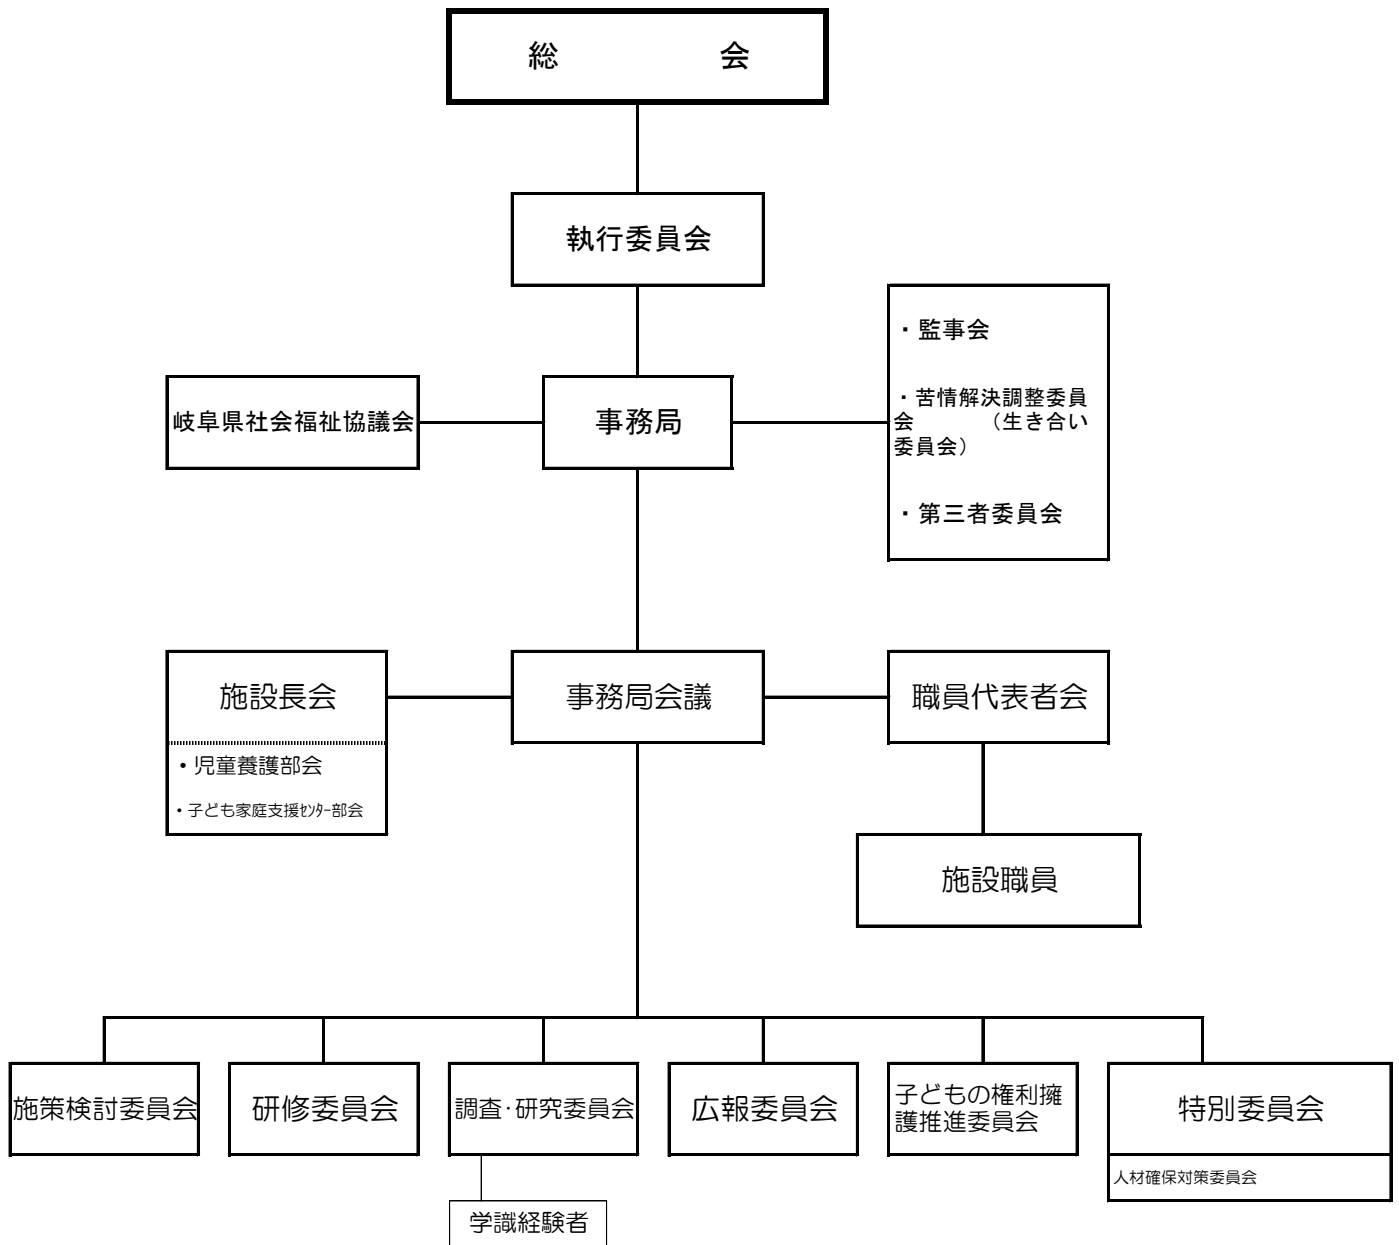 総　会
執行委員会
岐阜県社会福祉協議会
事務局
・監事会
・苦情解決調整委員
会　（生き合い
委員会）
・第三者委員会
施設長会
・児童養護部会
・子ども家庭支援ｾﾝﾀｰ部会
事務局会議
職員代表者会
施設職員
施策検討委員会
研修委員会
調査･研究委員会
広報委員会
子どもの権利擁
護推進委員会
特別委員会
人材確保対策委員会
学識経験者